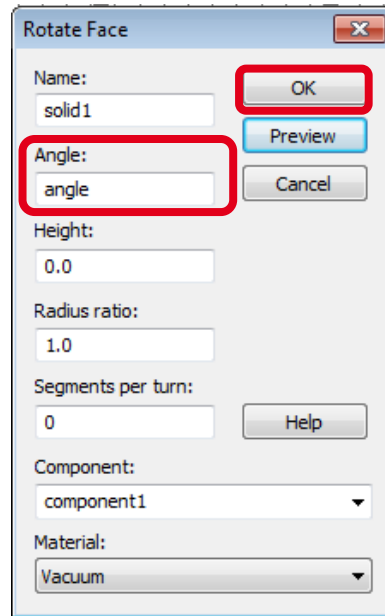 Rotate Face
Name:
solid1
OK
Preview
Angle:
angle
Cancel
Height:
0.0
Radius ratio:
1.0
Segments per turn:
0
Help
Component:
component1
Material:
Vacuum